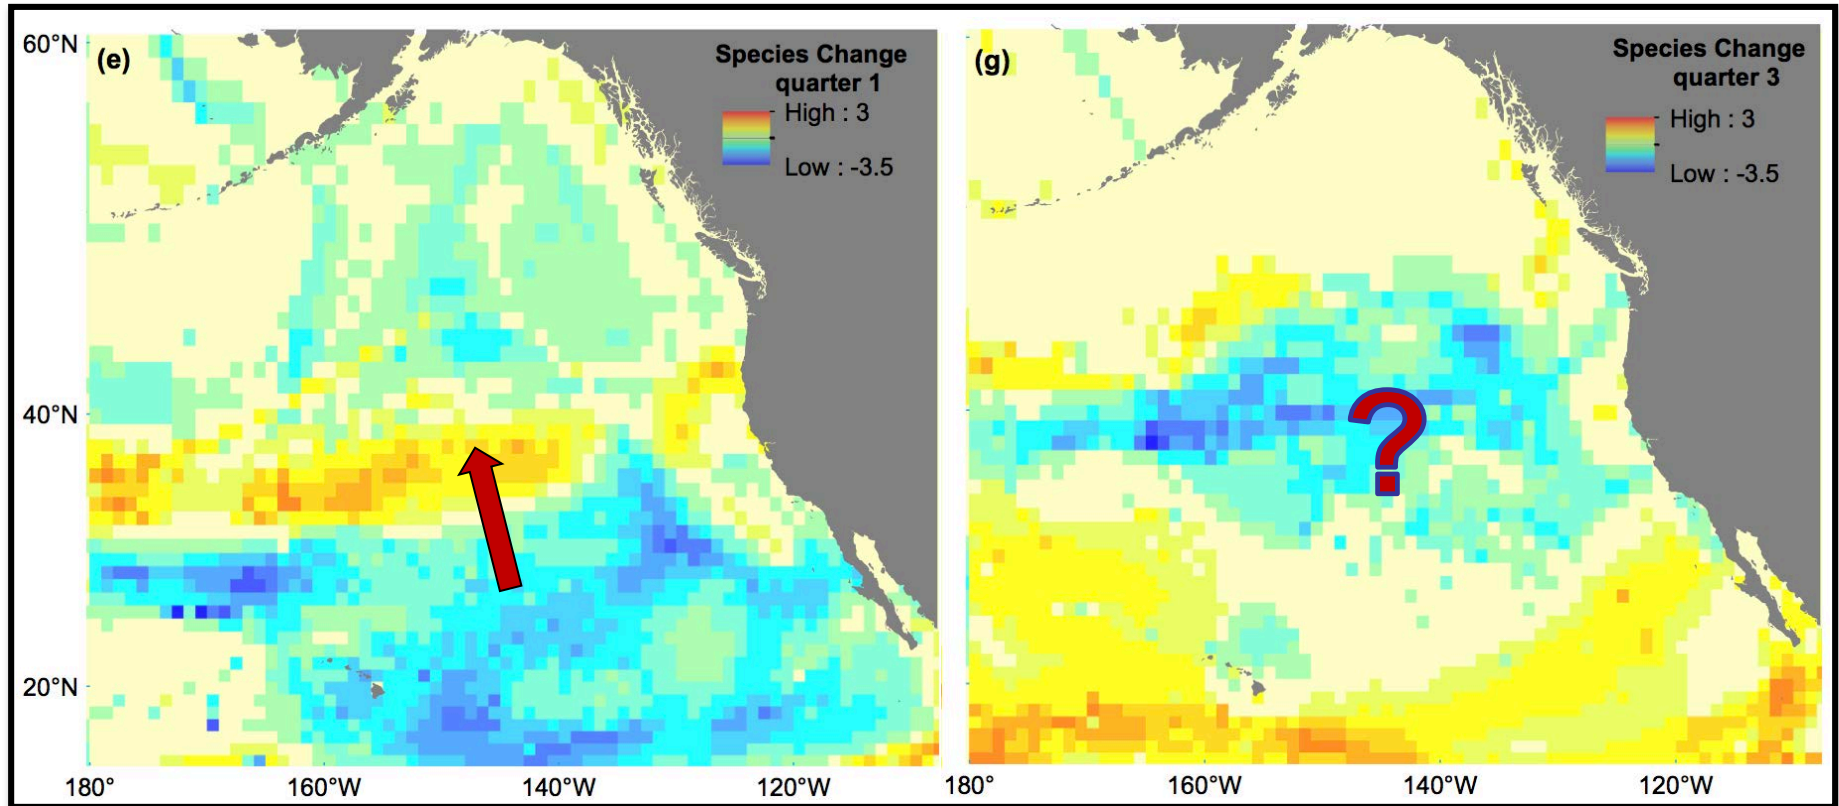 (e)
Species Change
quarter 1
High : 3
Low : -3.5
60°N
40°N
20°N
180°
160°W
140°W
120°W
(g)
Species Change
quarter 3
High : 3
Low : -3.5
?
180°
160°W
140°W
120°W